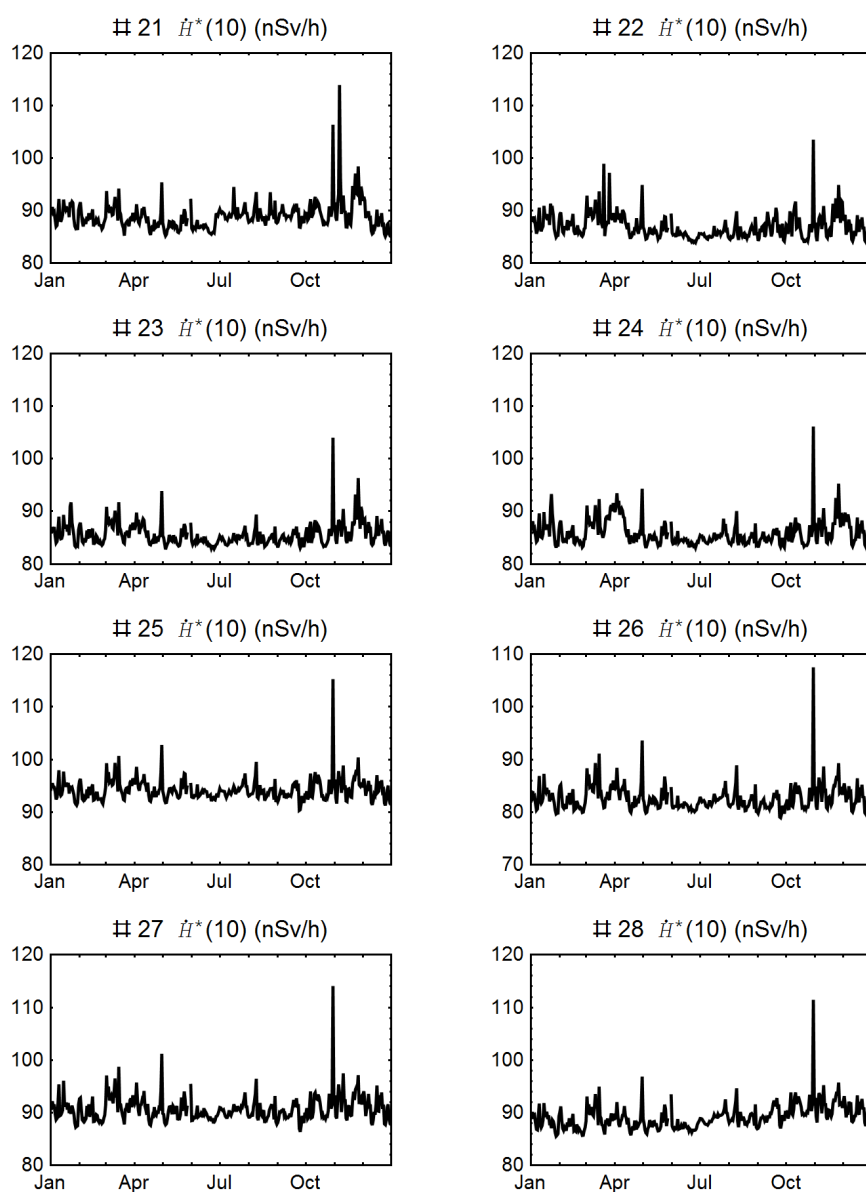 # 21 Ḣ*(10) (nSv/h)
120
110
100
90
80
Jan Apr Jul Oct
# 22 Ḣ*(10) (nSv/h)
120
110
100
90
80
Jan Apr Jul Oct
# 23 Ḣ*(10) (nSv/h)
120
110
100
90
80
Jan Apr Jul Oct
# 24 Ḣ*(10) (nSv/h)
120
110
100
90
80
Jan Apr Jul Oct
# 25 Ḣ*(10) (nSv/h)
120
110
100
90
80
Jan Apr Jul Oct
# 26 Ḣ*(10) (nSv/h)
110
100
90
80
70
Jan Apr Jul Oct
# 27 Ḣ*(10) (nSv/h)
120
110
100
90
80
Jan Apr Jul Oct
# 28 Ḣ*(10) (nSv/h)
120
110
100
90
80
Jan Apr Jul Oct